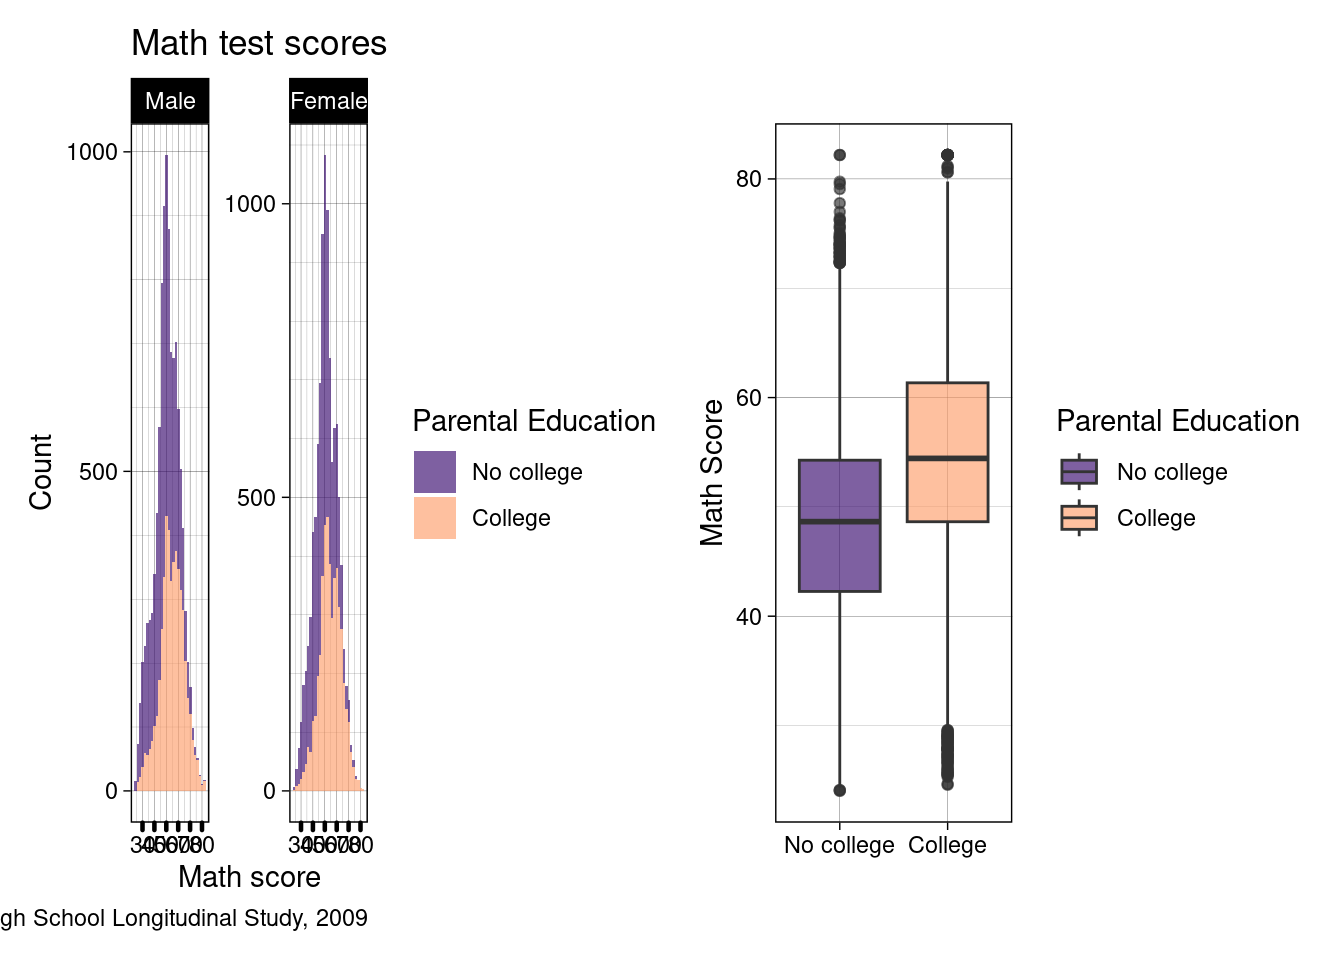 Math test scores
Male
Female
1000
500
0
1000
500
0
Count
Math score
gh School Longitudinal Study, 2009
Parental Education
No college
College
80
60
40
Math Score
No college College
Parental Education
No college
College